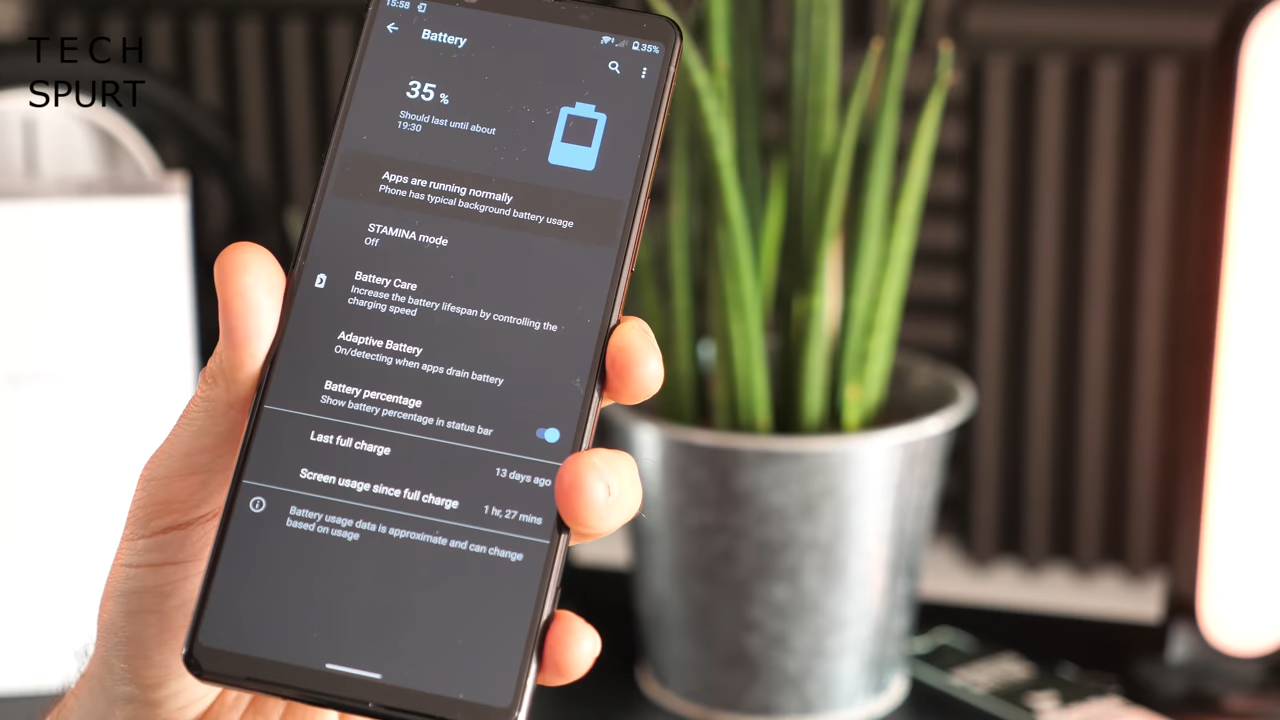 TECH
SPURT
15:58
35%
Battery
35 %
Should last until about
19:30
Apps are running normally
Phone has typical background battery usage
STAMINA mode
Off
Battery Care
Increase the battery lifespan by controlling the
charging speed
Adaptive Battery
On/detecting when apps drain battery
Battery percentage
Show battery percentage in status bar
Last full charge
13 days ago
Screen usage since full charge
1 hr, 27 mins
Battery usage data is approximate and can change
based on usage